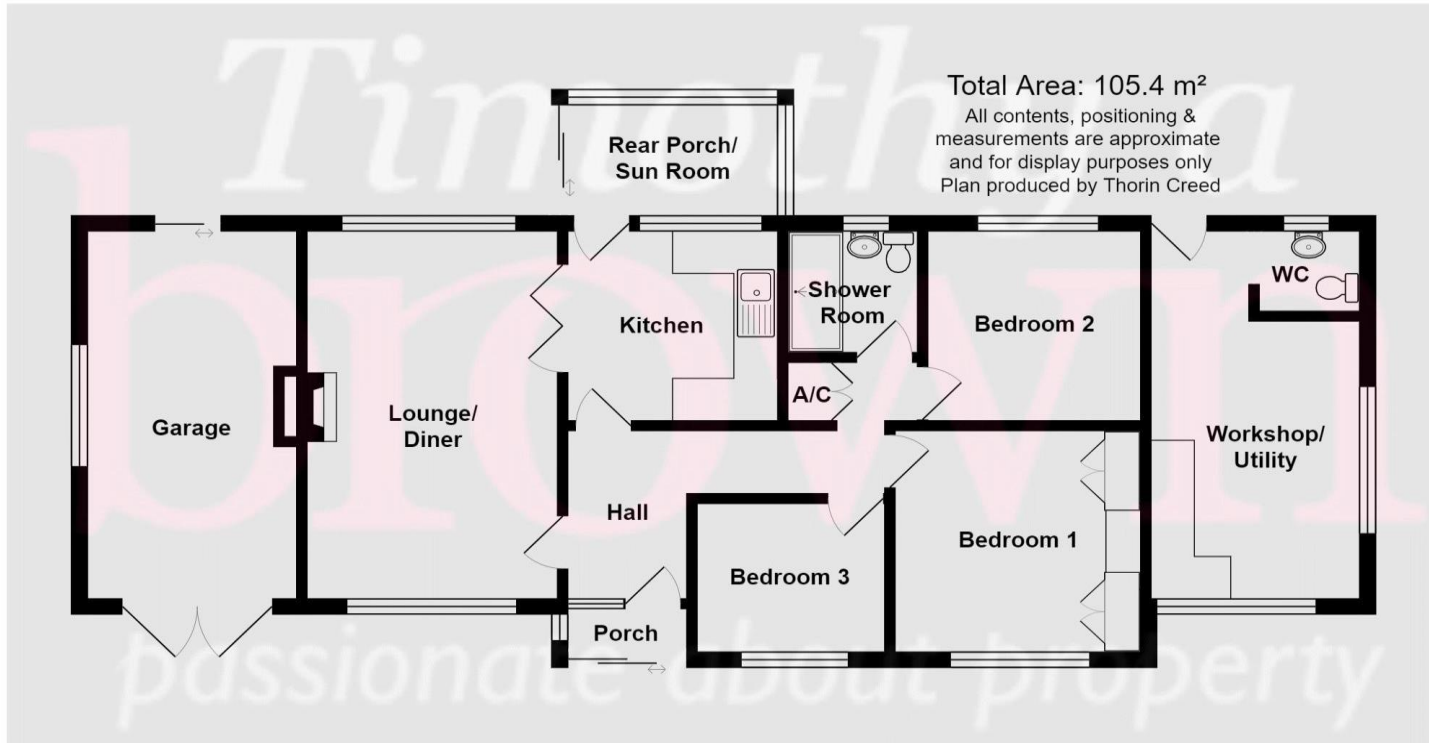 Timothy a
brown
passionate about property
Total Area: 105.4 m²
All contents, positioning &
measurements are approximate
and for display purposes only
Plan produced by Thorin Creed
Rear Porch/
Sun Room
Garage
Lounge/
Diner
Kitchen
Shower
Room
A/C
Bedroom 2
WC
Workshop/
Utility
Hall
Bedroom 1
Bedroom 3
Porch